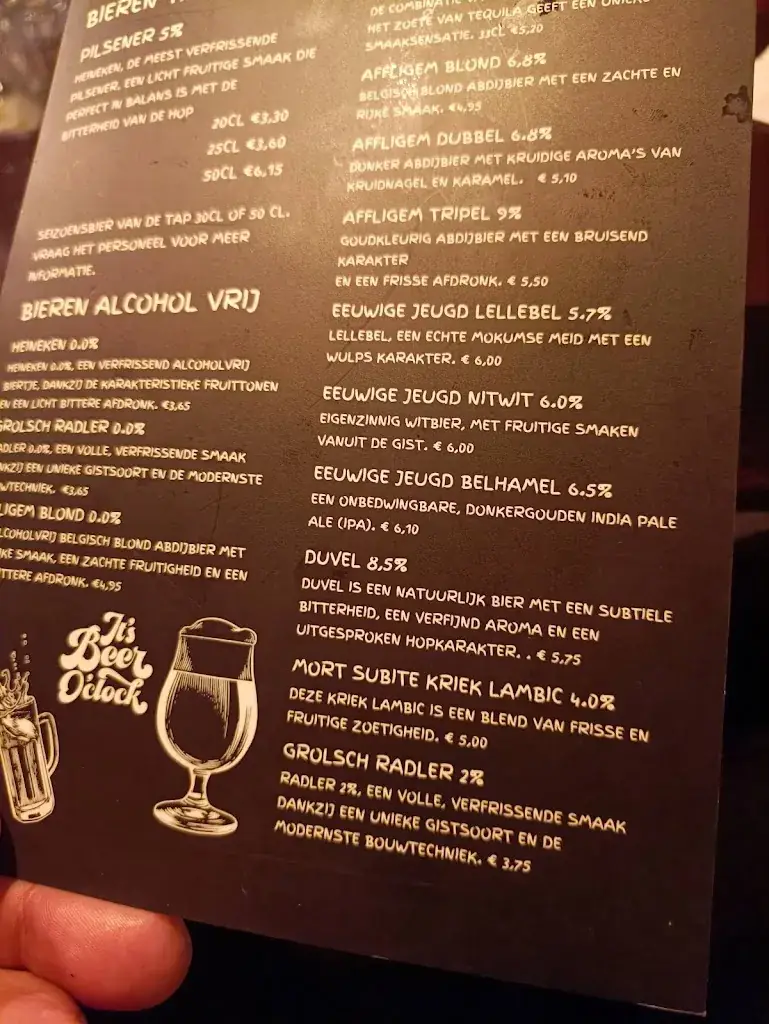 BIEREN
PILSENER 5%
HEINEKEN, DE MEEST VERFRISSENDE
PILSENER, EEN LICHT FRUITIGE SMAAK DIE
PERFECT IN BALANS IS MET DE
BITTERHEID VAN DE HOP
20CL €3,30
25CL €3,60
50CL €6,15
SEIZOENSBIER VAN DE TAP 30CL OF 50 CL.
VRAAG HET PERSONEEL VOOR MEER
INFORMATIE.
BIEREN ALCOHOL VRIJ
HEINEKEN 0.0%
HEINEKEN 0.0%, EEN VERFRISSEND ALCOHOLVRIJ
BIERTJE, DANKZIJ DE KARAKTERISTIEKE FRUITTONEN
EN EEN LICHT BITTERE AFDRONK. €3,65
GROLSCH RADLER 0.0%
ADLER 0.0%, EEN VOLLE, VERFRISSENDE SMAAK
NKZIJ EEN UNIEKE GISTSOORT EN DE MODERNSTE
WTECHNIEK. €3,65
LIGEM BLOND 0.0%
LCOHOLVRIJ BELGISCH BLOND ABDIJBIER MET
KE SMAAK, EEN ZACHTE FRUITIGHEID EN EEN
TTERE AFDRONK. €4,95
It's
Beer
O'clock
DE COMBINATIE
HET ZOETE VAN TEQUILA GEEFT EEN UNIEKE
SMAAKSENSATIE. 33CL €5,20
AFFLIGEM BLOND 6,8%
BELGISCH BLOND ABDIJBIER MET EEN ZACHTE EN
RIJKE SMAAK. €4,95
AFFLIGEM DUBBEL 6.8%
DONKER ABDIJBIER MET KRUIDIGE AROMA'S VAN
KRUIDNAGEL EN KARAMEL. € 5,10
AFFLIGEM TRIPEL 9%
GOUDKLEURIG ABDIJBIER MET EEN BRUISEND
KARAKTER
EN EEN FRISSE AFDRONK. € 5,50
EEUWIGE JEUGD LELLEBEL 5.7%
LELLEBEL, EEN ECHTE MOKUMSE MEID MET EEN
WULPS KARAKTER. € 6,00
EEUWIGE JEUGD NITWIT 6.0%
EIGENZINNIG WITBIER, MET FRUITIGE SMAKEN
VANUIT DE GIST. € 6,00
EEUWIGE JEUGD BELHAMEL 6.5%
EEN ONBEDWINGBARE, DONKERGOUDEN INDIA PALE
ALE (IPA). € 6,10
DUVEL 8,5%
DUVEL IS EEN NATUURLIJK BIER MET EEN SUBTIELE
BITTERHEID, EEN VERFIJND AROMA EN EEN
UITGESPROKEN HOPKARAKTER. . € 5,75
MORT SUBITE KRIEK LAMBIC 4.0%
DEZE KRIEK LAMBIC IS EEN BLEND VAN FRISSE EN
FRUITIGE ZOETIGHEID. € 5,00
GROLSCH RADLER 2%
RADLER 2%, EEN VOLLE, VERFRISSENDE SMAAK
DANKZIJ EEN UNIEKE GISTSOORT EN DE
MODERNSTE BOUWTECHNIEK. € 3,75